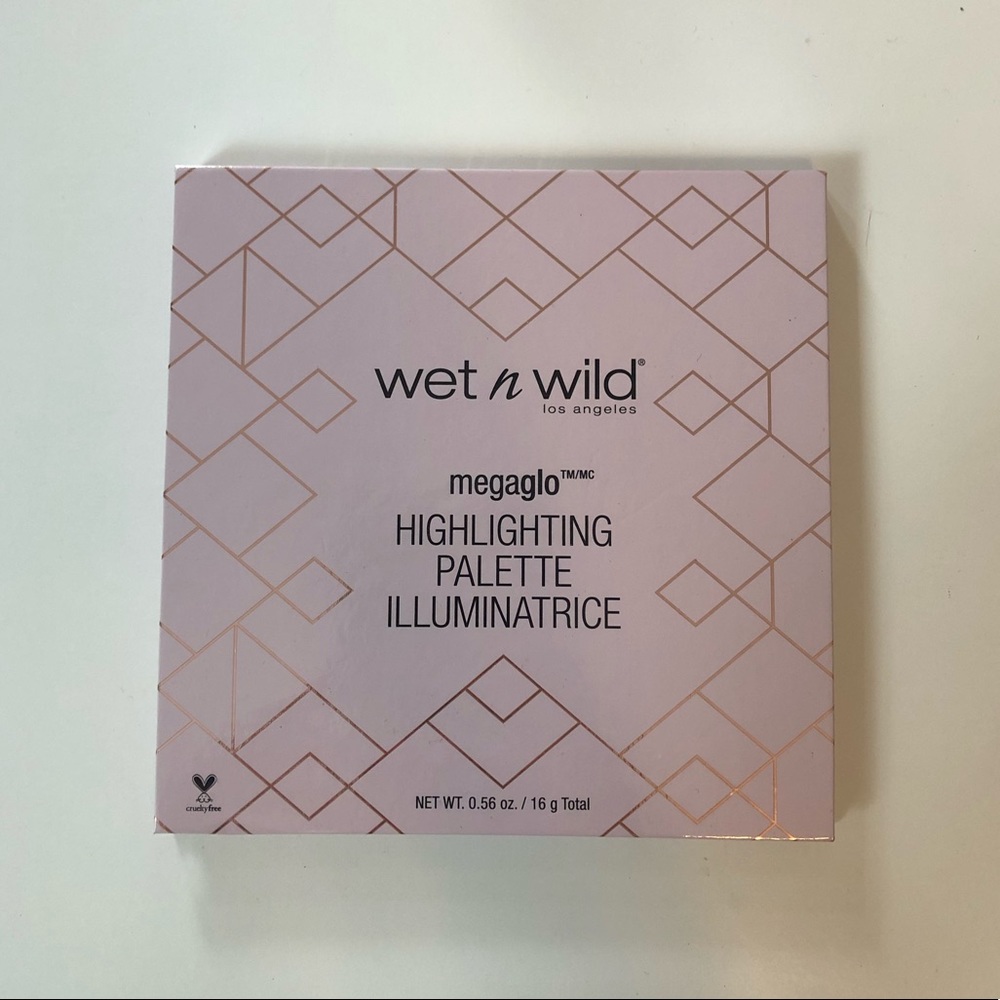 wet n wild®
los angeles
megaglo™/MC
HIGHLIGHTING
PALETTE
ILLUMINATRICE
crueltyfree
NET WT. 0.56 oz. / 16 g Total